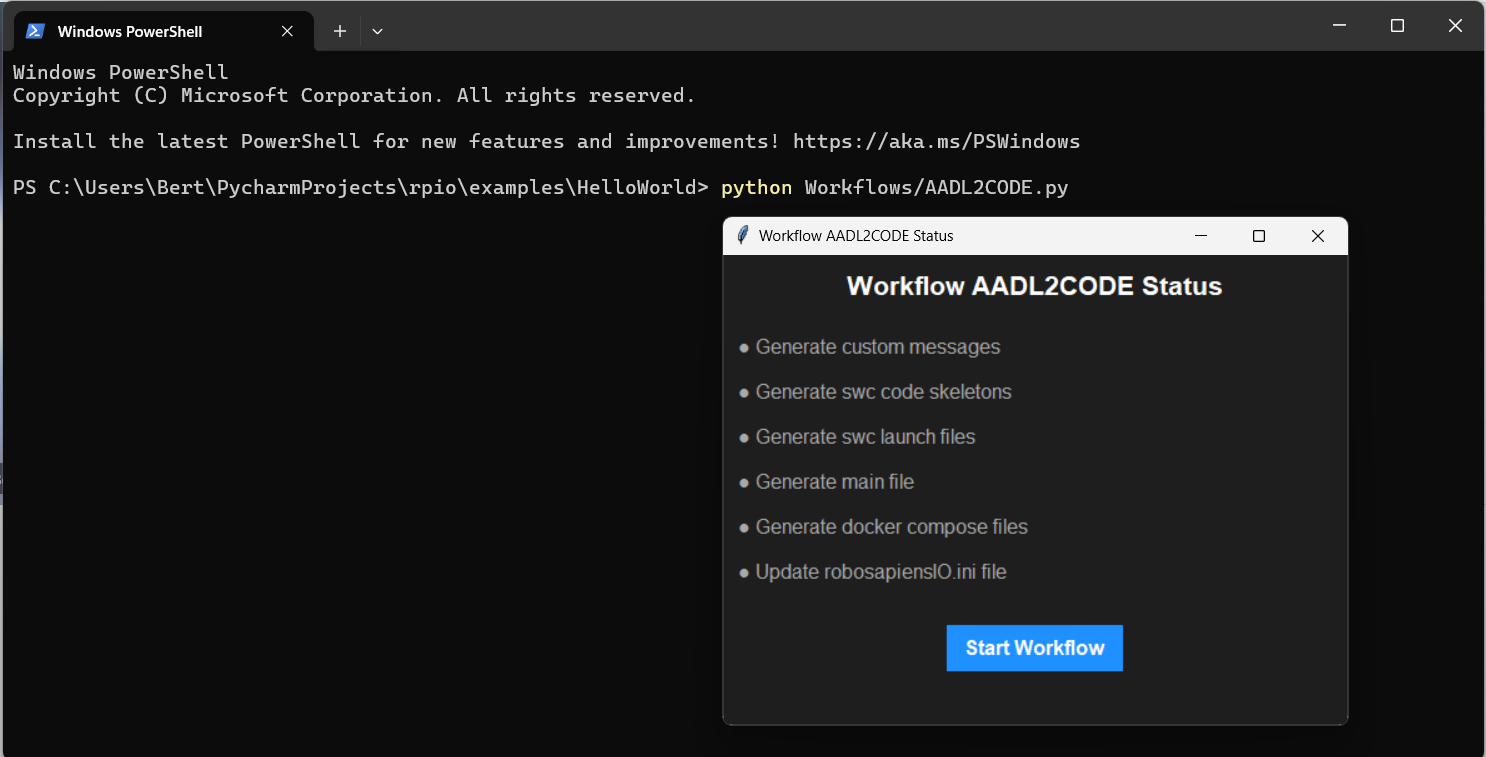 Windows PowerShell
Windows PowerShell
Copyright (C) Microsoft Corporation. All rights reserved.
Install the latest PowerShell for new features and improvements! https://aka.ms/PSWindows
PS C:\Users\Bert\PycharmProjects\rpio\examples\HelloWorld> python Workflows/AADL2CODE.py
Workflow AADL2CODE Status
Workflow AADL2CODE Status
● Generate custom messages
● Generate swc code skeletons
● Generate swc launch files
● Generate main file
● Generate docker compose files
● Update robosapiensIO.ini file
Start Workflow